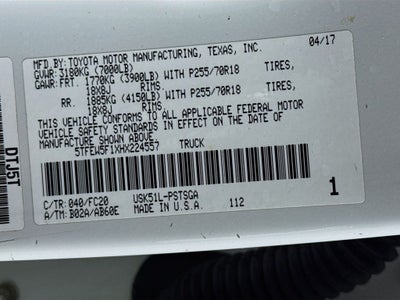 MFD.BY:TOYOTA MOTOR MANUFACTURING, TEXAS, INC. 04/17
GVWR:3180KG (7000LB)
GAWR: FRT. 1770KG (3900LB) WITH P255/70R18 TIRES,
18X8J RIMS,
RR. 1885KG (4150LB) WITH P255/70R18 TIRES,
18X8J RIMS
THIS VEHICLE CONFORMS TO ALL APPLICABLE FEDERAL MOTOR
VEHICLE SAFETY STANDARDS IN EFFECT ON THE DATE OF
MANUFACTURE SHOWN ABOVE.
5TFEW5F1XHX224557 TRUCK
C/TR:040/FC20 USK51L-PSTSGA
A/TM:B02A/AB60E MADE IN U.S.A. 112 1
DTJ5T